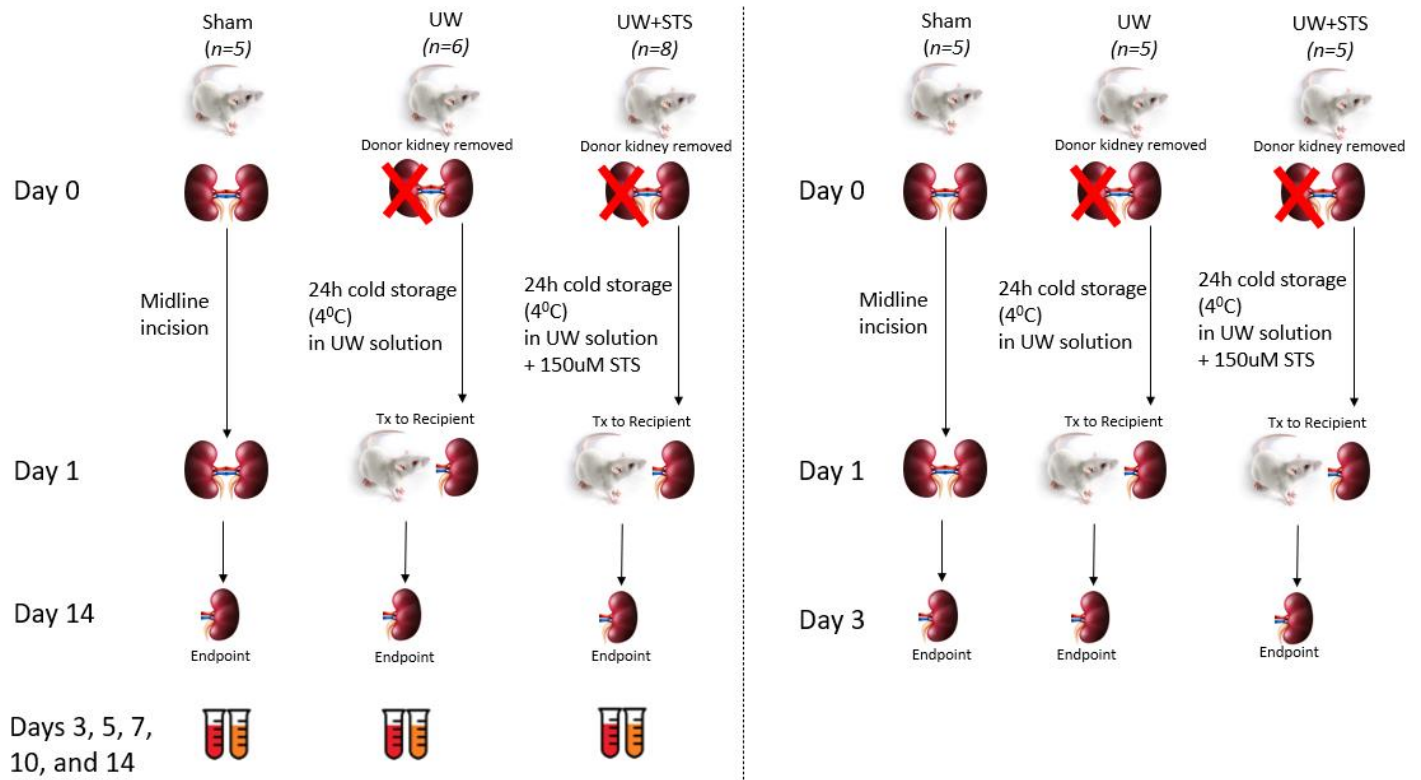 Sham
(n=5)
UW
(n=6)
UW+STS
(n=8)
Donor kidney removed
Donor kidney removed
Day 0
Midline
incision
24h cold storage
(4⁰C)
in UW solution
24h cold storage
(4⁰C)
in UW solution
+ 150uM STS
Tx to Recipient
Tx to Recipient
Day 1
Day 14
Endpoint
Endpoint
Endpoint
Days 3, 5, 7,
10, and 14
Sham
(n=5)
UW
(n=5)
UW+STS
(n=5)
Donor kidney removed
Donor kidney removed
Day 0
Midline
incision
24h cold storage
(4⁰C)
in UW solution
24h cold storage
(4⁰C)
in UW solution
+ 150uM STS
Tx to Recipient
Tx to Recipient
Day 1
Day 3
Endpoint
Endpoint
Endpoint